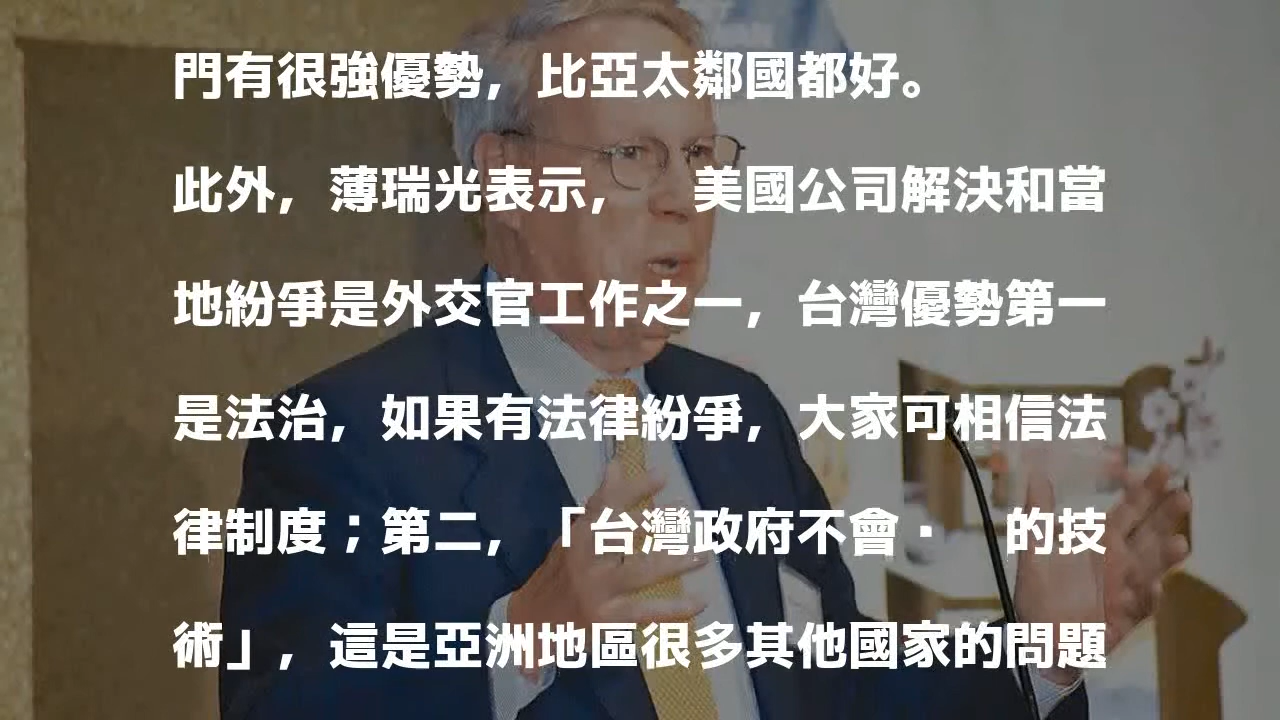 門有很強優勢，比亞太鄰國都好。
此外，薄瑞光表示，　美國公司解決和當
地紛爭是外交官工作之一，台灣優勢第一
是法治，如果有法律紛爭，大家可相信法
律制度；第二，「台灣政府不會·　的技
術」，這是亞洲地區很多其他國家的問題